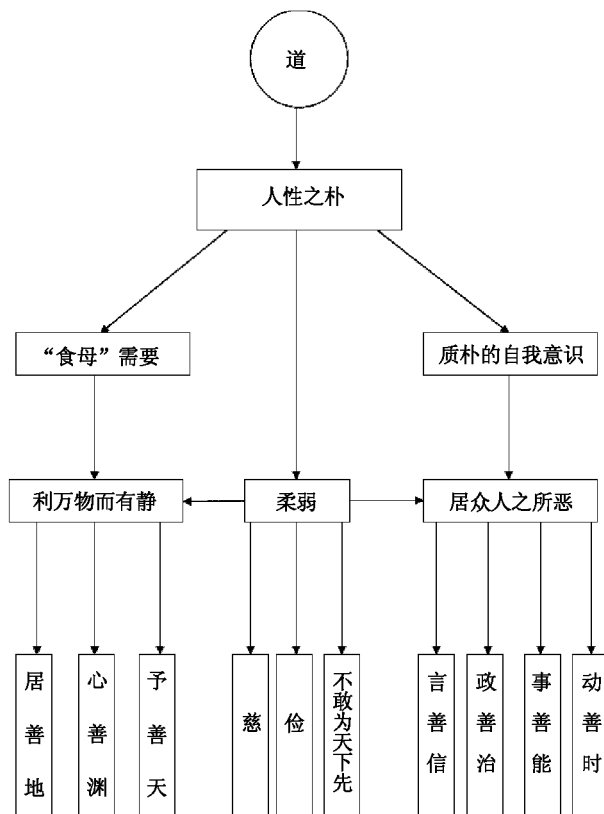 道
人性之朴
“食母”需要
质朴的自我意识
利万物而有静
柔弱
居众人之所恶
居善地
心善渊
予善天
慈
俭
不敢为天下先
言善信
政善治
事善能
动善时